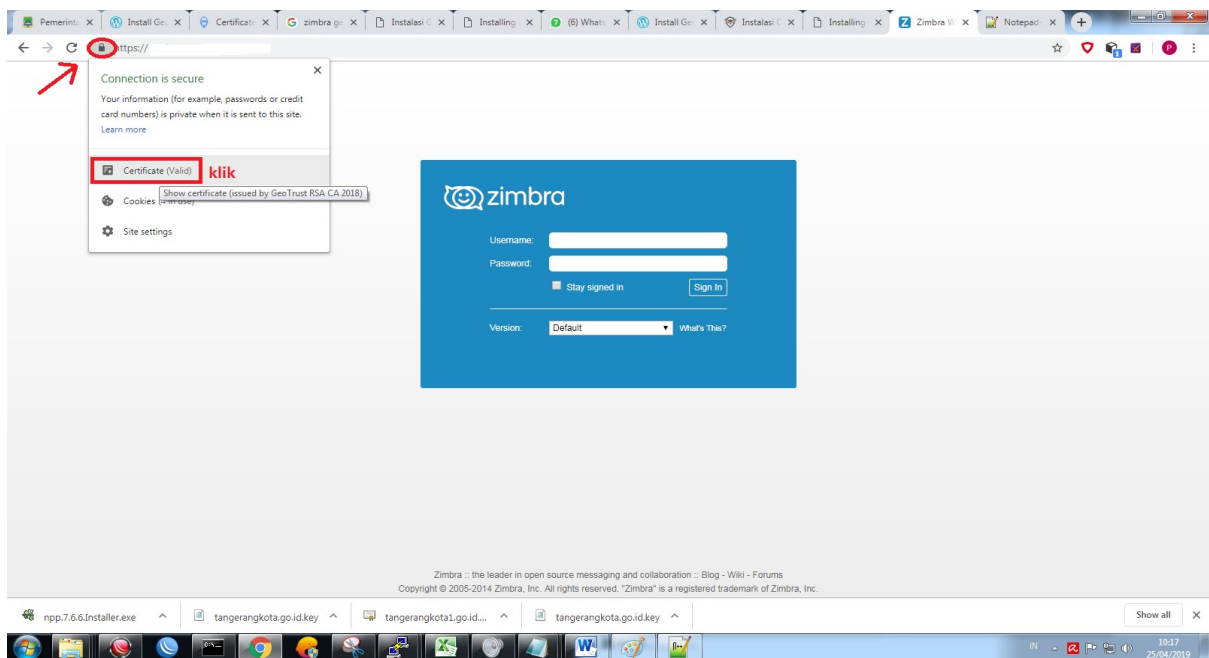 Pemerinta
Install Ge
Certificate
zimbra ge
Instalasi
Installing
(6) Whats
Install Ge
Instalasi
Installing
Zimbra W
Notepad-
ttps://
Connection is secure
Your information (for example, passwords or credit
card numbers) is private when it is sent to this site.
Learn more
Certificate (Valid) klik
Show certificate (issued by GeoTrust RSA CA 2018)
Cookies in use)
Site settings
zimbra
Username:
Password:
Stay signed in Sign In
Version: Default What's This?
Zimbra :: the leader in open source messaging and collaboration :: Blog - Wiki - Forums
Copyright © 2005-2014 Zimbra, Inc. All rights reserved. "Zimbra" is a registered trademark of Zimbra, Inc.
npp.7.6.6.Installer.exe tangerangkota.go.id.key tangerangkota1.go.id.... tangerangkota.go.id.key Show all
IN 10:17
25/04/2019